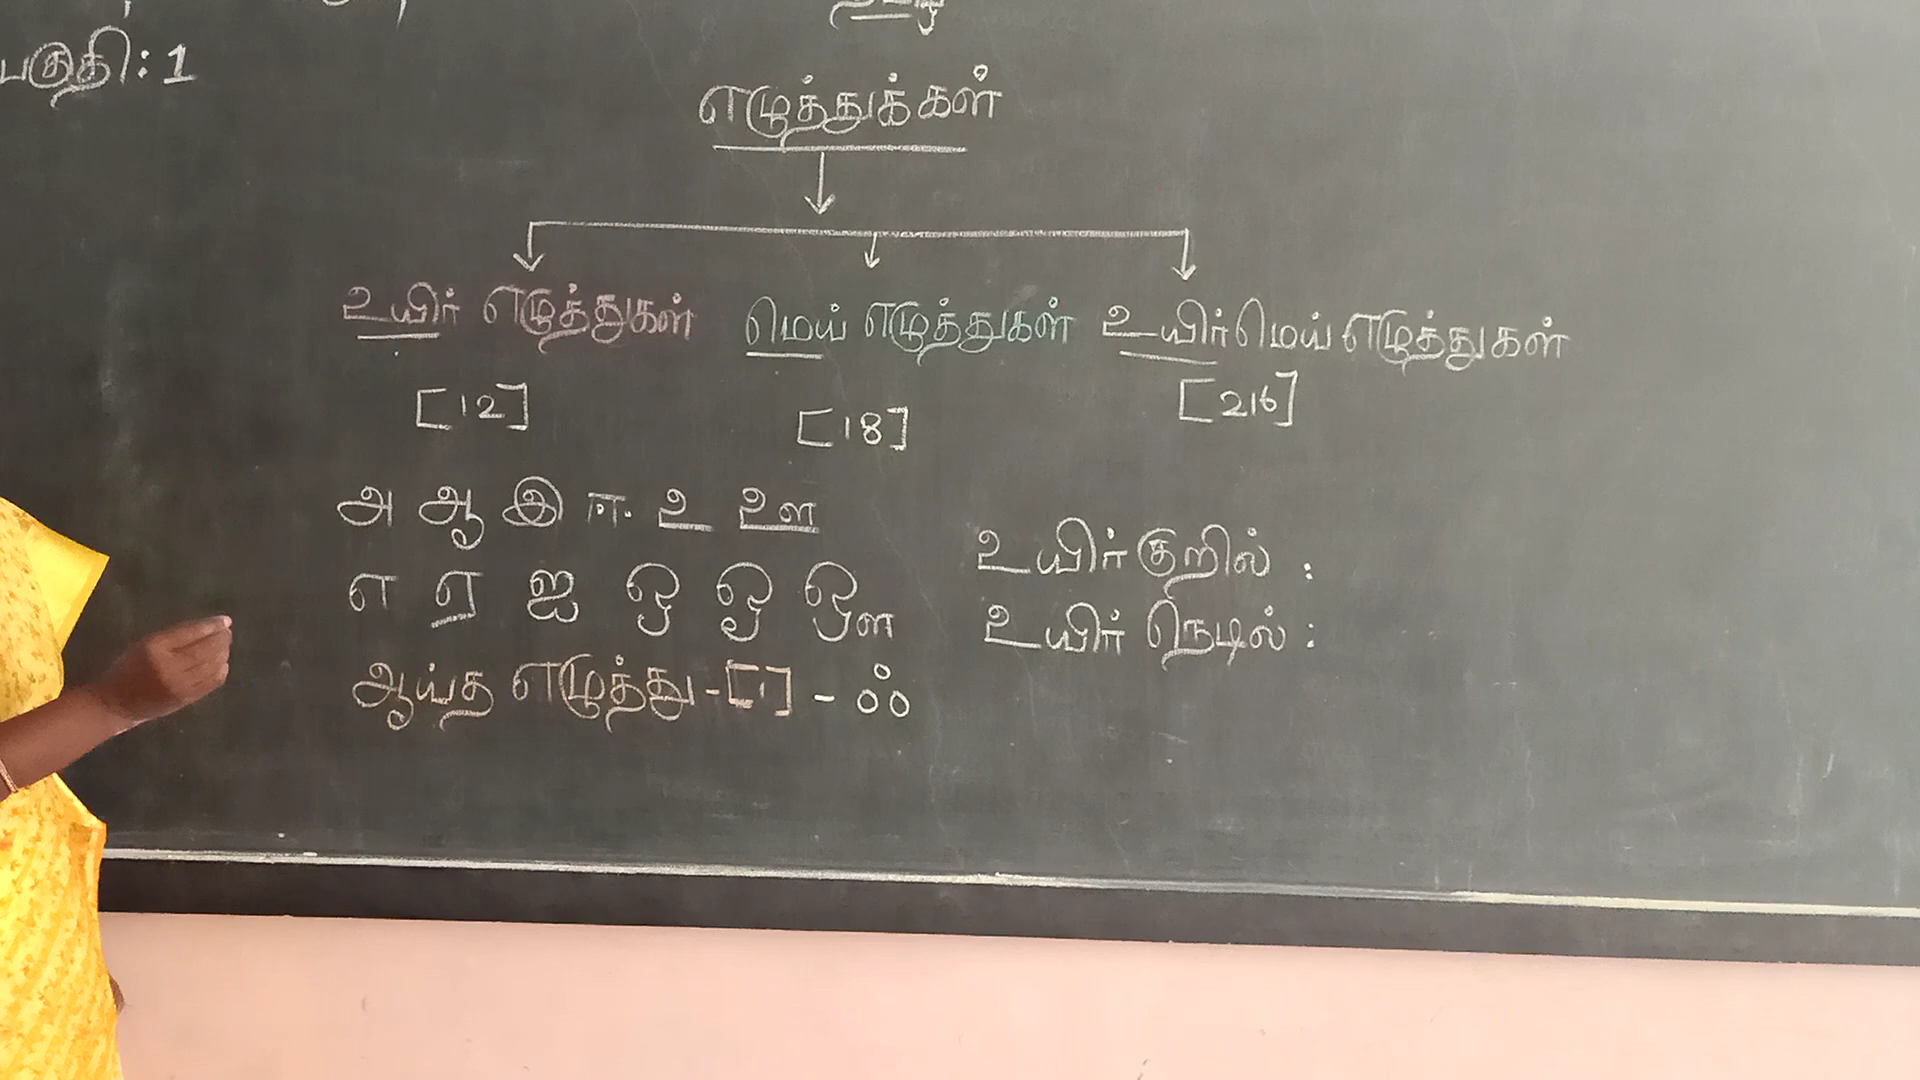 பகுதி : 1
எழுத்துக்கள்
உயிர் எழுத்துகள் மெய் எழுத்துகள் உயிர்மெய் எழுத்துகள்
[12] [18] [216]
அ ஆ இ ஈ உ ஊ
எ ஏ ஐ ஒ ஓ ஔ
ஆய்த எழுத்து - [1] - ஃ
உயிர் குறில் :
உயிர் நெடில் :